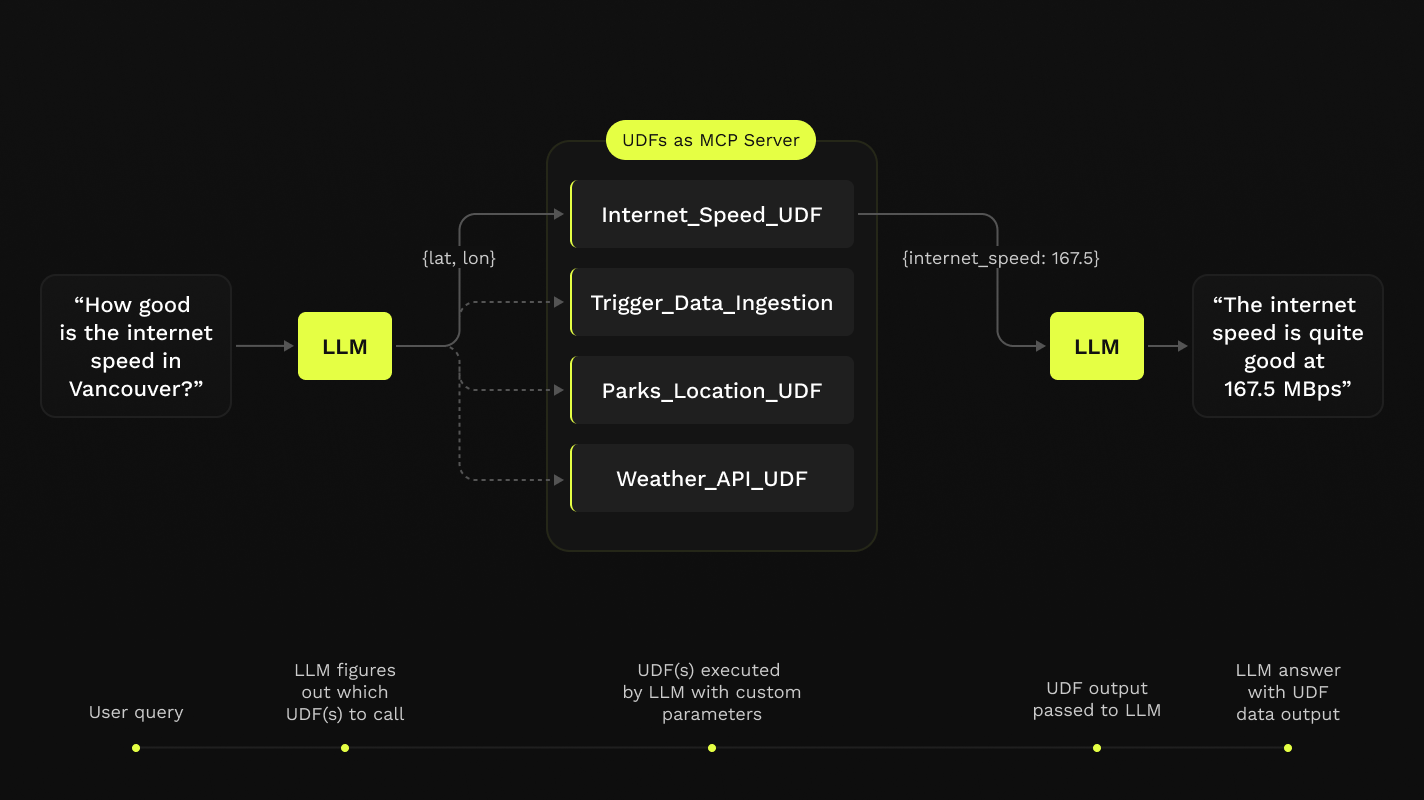 UDFs as MCP Server
Internet_Speed_UDF
{lat, lon}
{internet_speed: 167.5}
Trigger_Data_Ingestion
“How good
is the internet
speed in
Vancouver?”
LLM
LLM
“The internet
speed is quite
good at
167.5 MBps”
Parks_Location_UDF
Weather_API_UDF
User query
LLM figures
out which
UDF(s) to call
UDF(s) executed
by LLM with custom
parameters
UDF output
passed to LLM
LLM answer
with UDF
data output